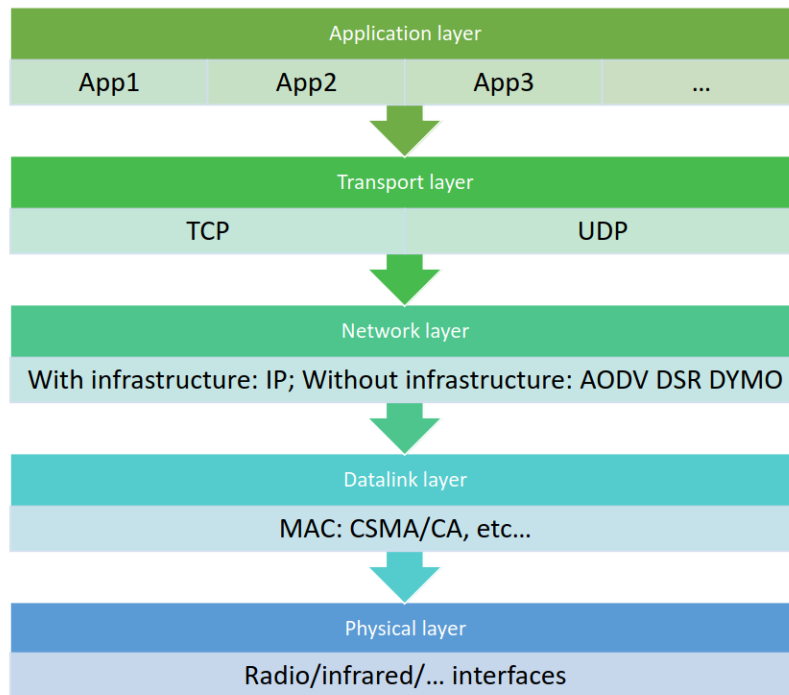 Application layer
App1 App2 App3 ...
Transport layer
TCP UDP
Network layer
With infrastructure: IP; Without infrastructure: AODV DSR DYMO
Datalink layer
MAC: CSMA/CA, etc...
Physical layer
Radio/infrared/... interfaces